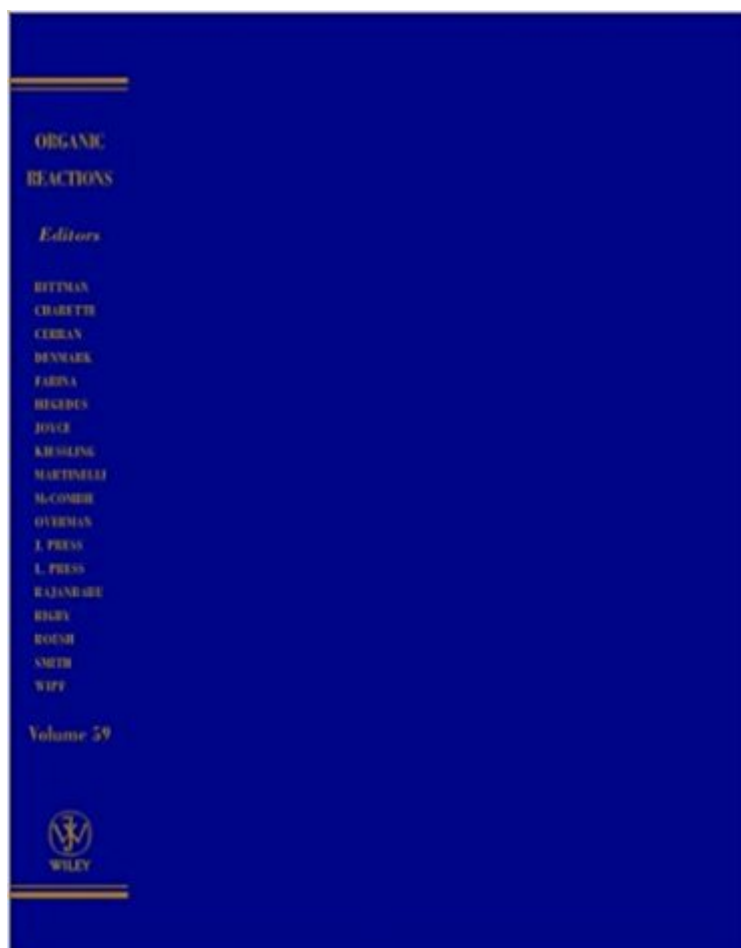 ORGANIC
REACTIONS
Editors
BITTMAN
CHARETTE
CURRAN
DENMARK
FARINA
HEGEDUS
JOYCE
KIESSLING
MARTINELLI
McCOMBIE
OVERMAN
J. PRESS
L. PRESS
RAJANBABU
RIGBY
ROUSH
SMITH
WIPF
Volume 59
WILEY